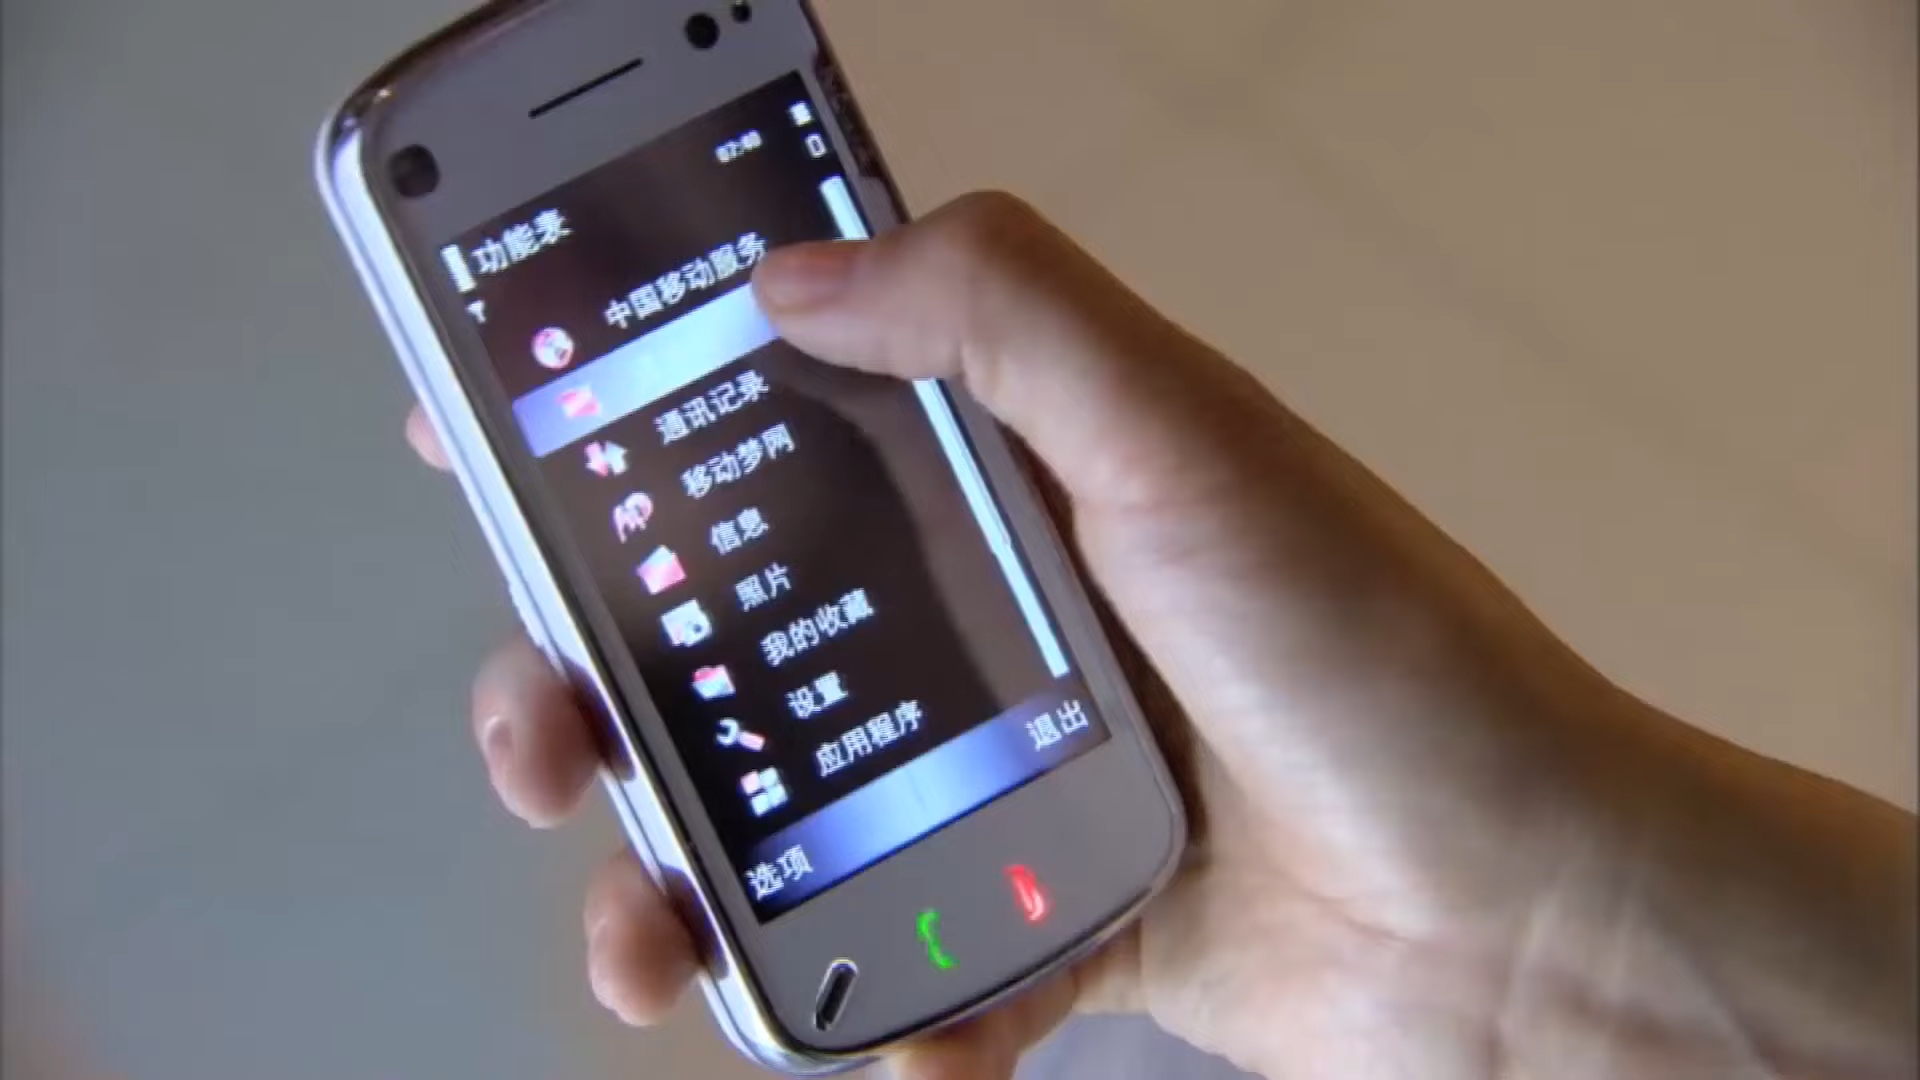 功能表
中国移动服务
通讯记录
移动梦网
信息
照片
我的收藏
设置
应用程序
选项
退出